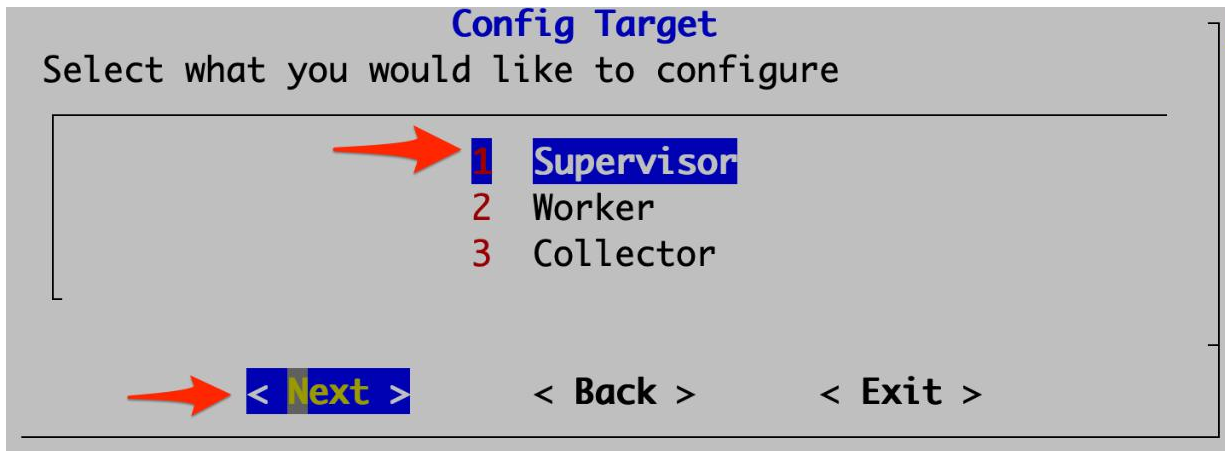 Config Target
Select what you would like to configure
1 Supervisor
2 Worker
3 Collector
< Next > < Back > < Exit >